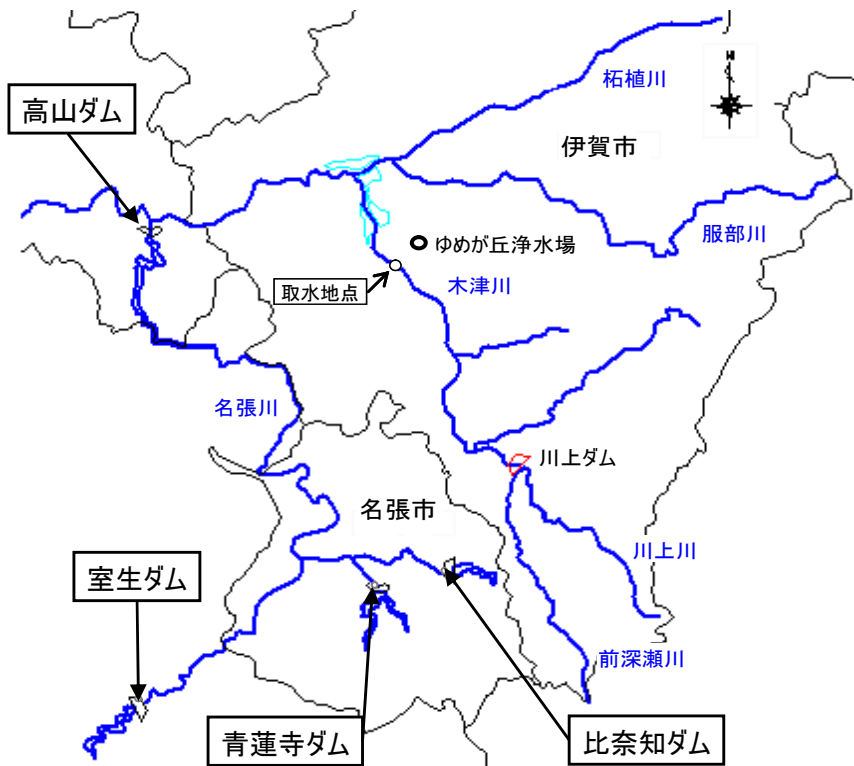 N
柘植川
高山ダム
伊賀市
服部川
ゆめが丘浄水場
木津川
取水地点
名張川
川上ダム
名張市
川上川
室生ダム
前深瀬川
青蓮寺ダム
比奈知ダム